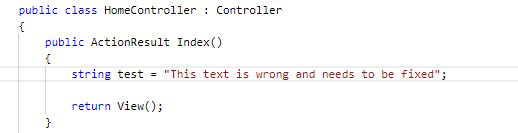 public class HomeController : Controller
{
public ActionResult Index()
{
string test = "This text is wrong and needs to be fixed";
return View();
}